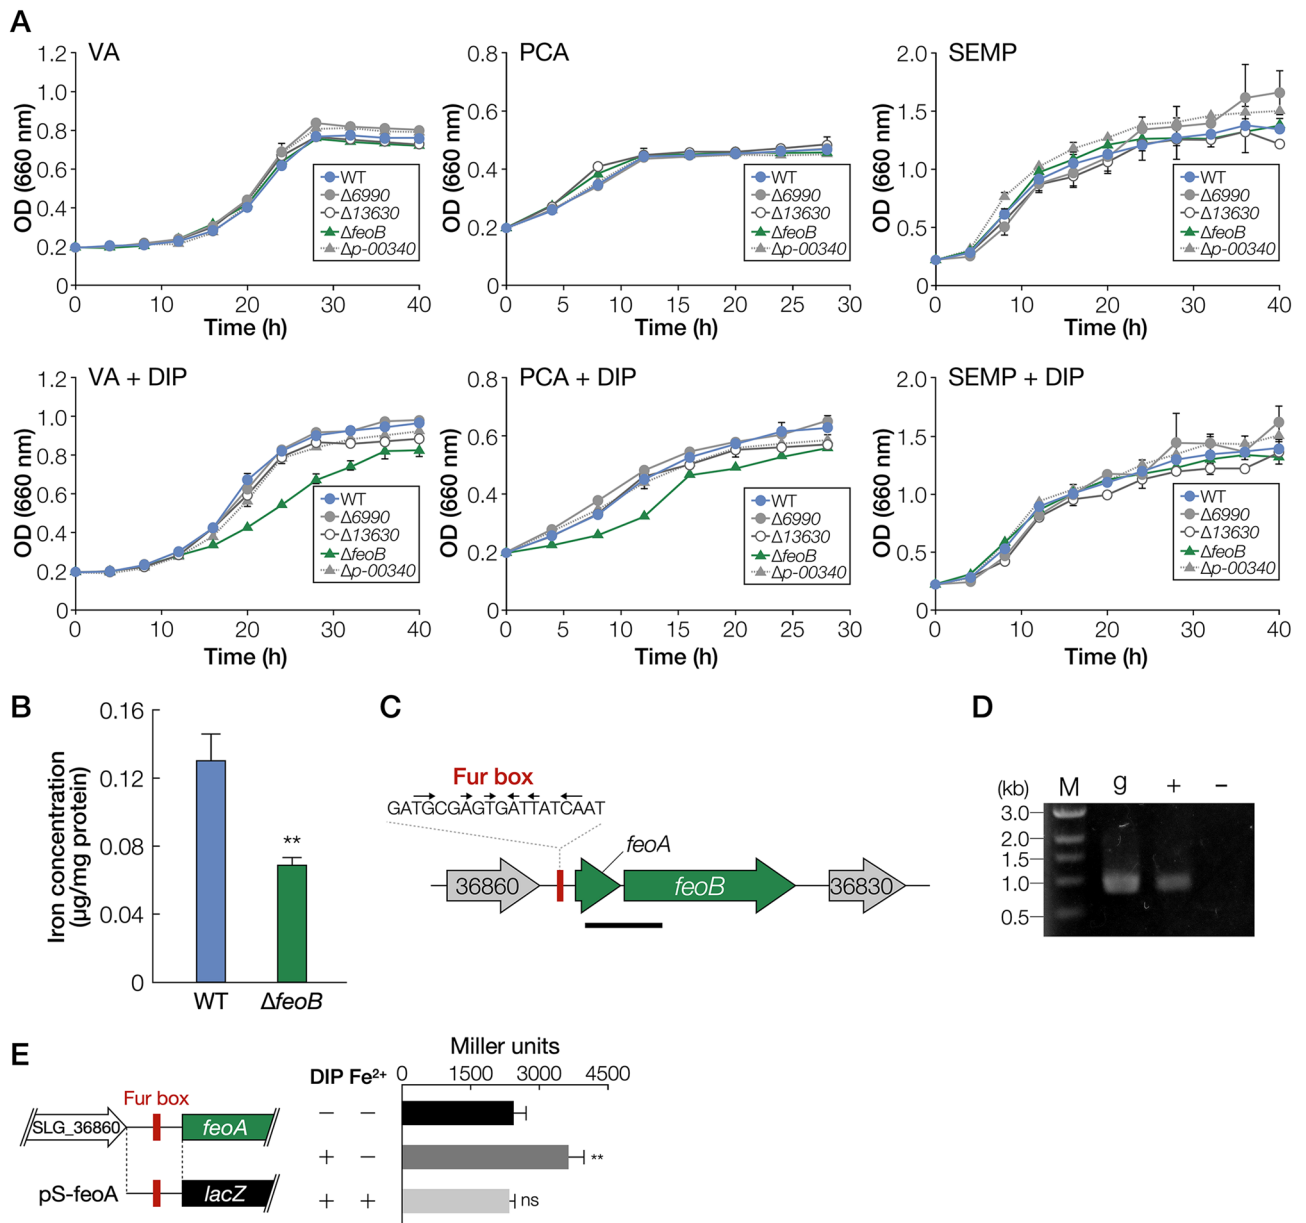 A
VA
OD (660 nm)
1.2
1.0
0.8
0.6
0.4
0.2
0
WT
Δ6990
Δ13630
ΔfeoB
Δp-00340
0 10 20 30 40
Time (h)
PCA
OD (660 nm)
0.8
0.6
0.4
0.2
0
WT
Δ6990
Δ13630
ΔfeoB
Δp-00340
0 5 10 15 20 25 30
Time (h)
SEMP
OD (660 nm)
2.0
1.5
1.0
0.5
0
WT
Δ6990
Δ13630
ΔfeoB
Δp-00340
0 10 20 30 40
Time (h)
VA + DIP
OD (660 nm)
1.2
1.0
0.8
0.6
0.4
0.2
0
WT
Δ6990
Δ13630
ΔfeoB
Δp-00340
0 10 20 30 40
Time (h)
PCA + DIP
OD (660 nm)
0.8
0.6
0.4
0.2
0
WT
Δ6990
Δ13630
ΔfeoB
Δp-00340
0 5 10 15 20 25 30
Time (h)
SEMP + DIP
OD (660 nm)
2.0
1.5
1.0
0.5
0
WT
Δ6990
Δ13630
ΔfeoB
Δp-00340
0 10 20 30 40
Time (h)
B
Iron concentration
(μg/mg protein)
0.16
0.12
0.08
0.04
0
**
WT ΔfeoB
C
Fur box
GATGCGAGTGATTATCAAT
feoA
36860 feoB 36830
D
(kb) M g + −
3.0
2.0
1.5
1.0
0.5
E
Miller units
DIP Fe2+ 0 1500 3000 4500
Fur box
SLG_36860 feoA
− −
+ − **
pS-feoA lacZ
+ + ns